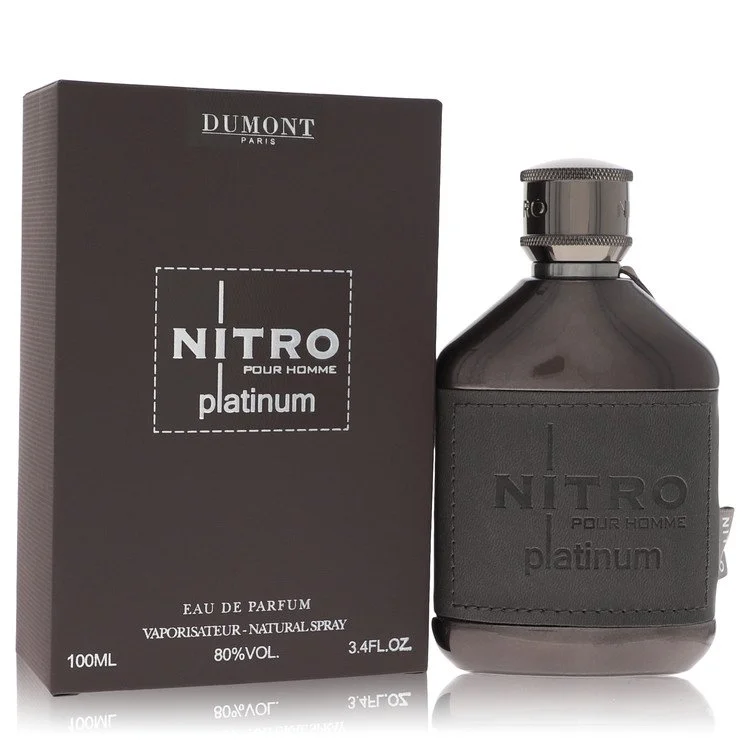 DUMONT
PARIS
NITRO
POUR HOMME
platinum
EAU DE PARFUM
VAPORISATEUR - NATURAL SPRAY
100ML 80%VOL. 3.4FL.OZ
NITRO
POUR HOMME
platinum